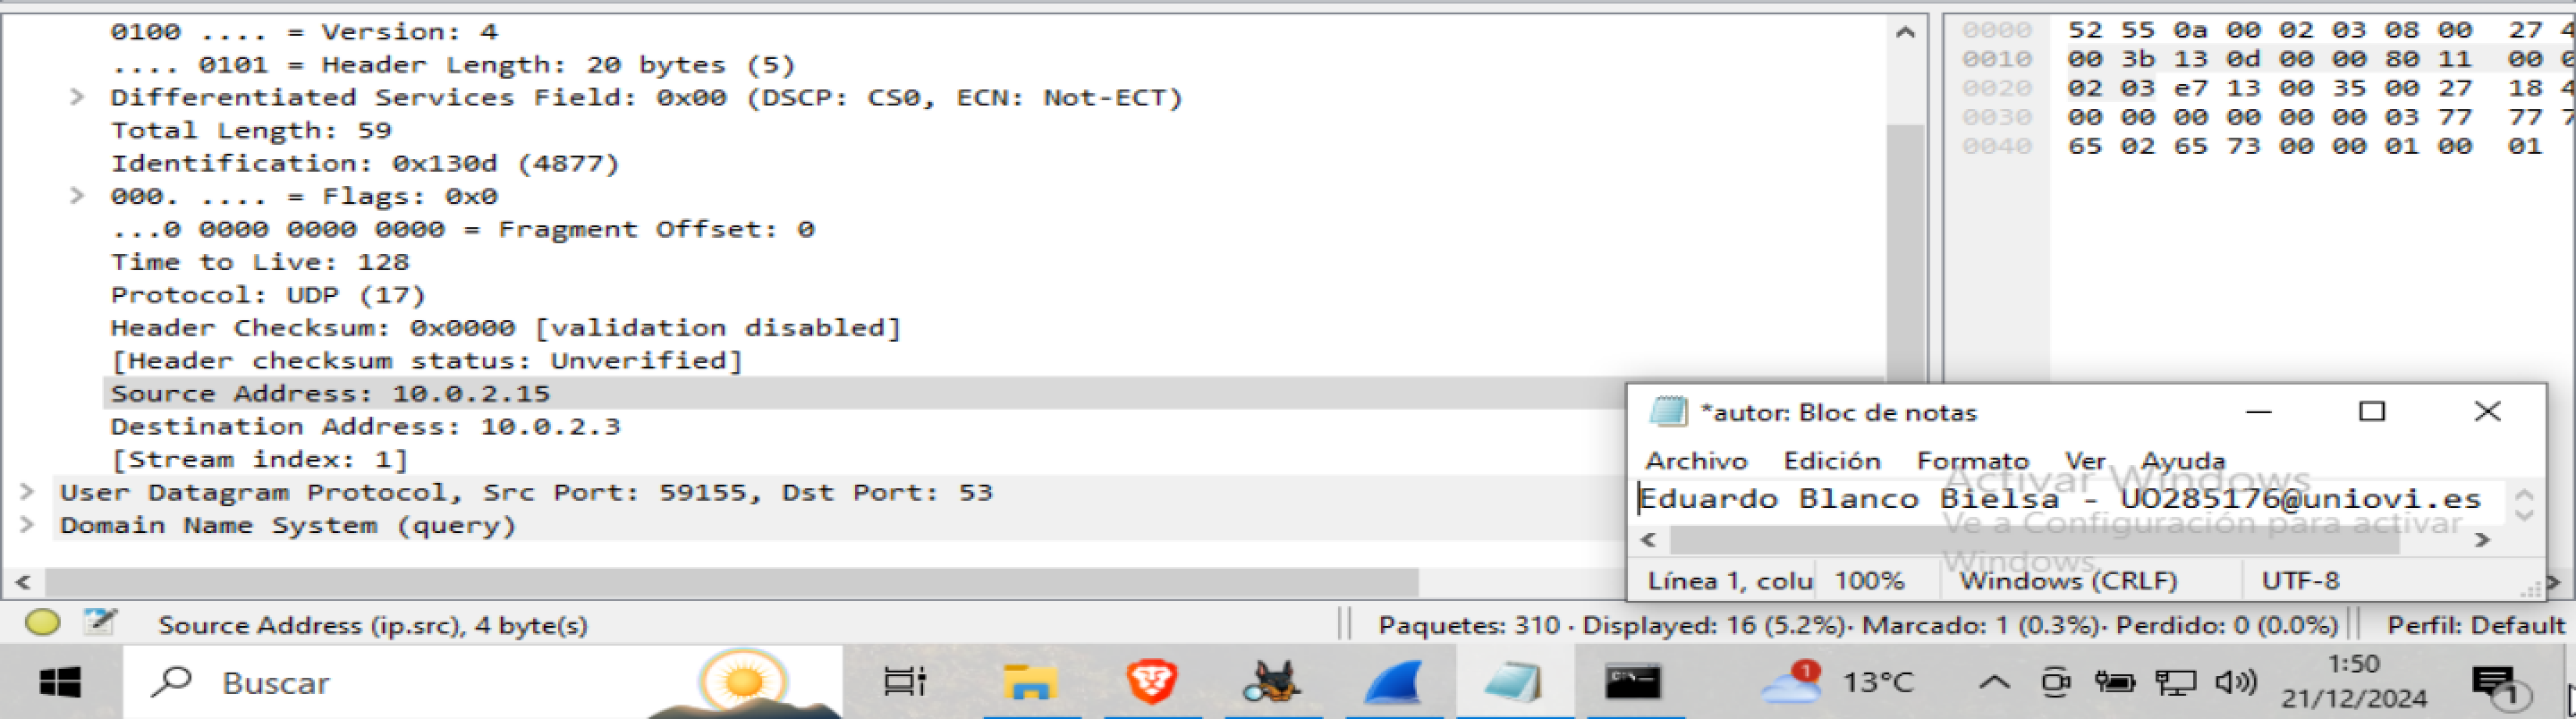 0100 .... = Version: 4
.... 0101 = Header Length: 20 bytes (5)
> Differentiated Services Field: 0x00 (DSCP: CS0, ECN: Not-ECT)
Total Length: 59
Identification: 0x130d (4877)
> 000. .... = Flags: 0x0
...0 0000 0000 0000 = Fragment Offset: 0
Time to Live: 128
Protocol: UDP (17)
Header Checksum: 0x0000 [validation disabled]
[Header checksum status: Unverified]
Source Address: 10.0.2.15
Destination Address: 10.0.2.3
[Stream index: 1]
> User Datagram Protocol, Src Port: 59155, Dst Port: 53
> Domain Name System (query)
0000 52 55 0a 00 02 03 08 00 27
0010 00 3b 13 0d 00 00 80 11 00
0020 02 03 e7 13 00 35 00 27 18
0030 00 00 00 00 00 00 03 77 77
0040 65 02 65 73 00 00 01 00 01
*autor: Bloc de notas
Archivo Edición Formato Ver Ayuda
Eduardo Blanco Bielsa - UO285176@uniovi.es
Activar Windows
Ve a Configuración para activar
Windows.
Línea 1, colu 100% Windows (CRLF) UTF-8
Source Address (ip.src), 4 byte(s)
Paquetes: 310 · Displayed: 16 (5.2%)· Marcado: 1 (0.3%)· Perdido: 0 (0.0%)
Perfil: Default
Buscar
1
13°C
1:50
21/12/2024
1